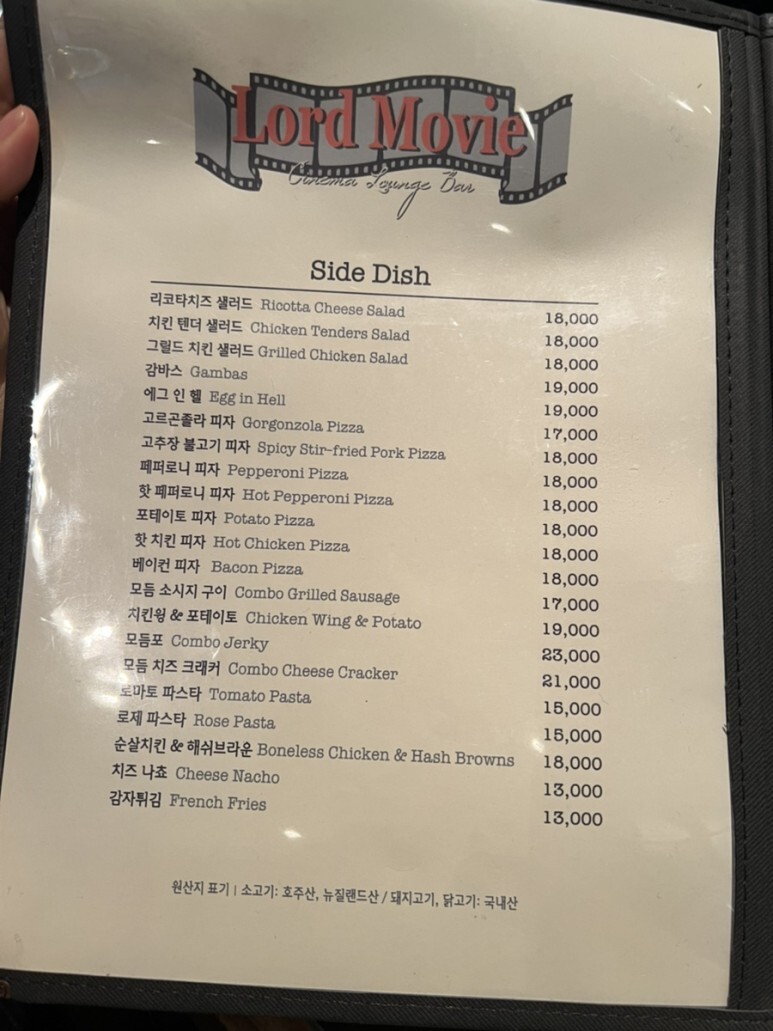 Lord Movie
Cinema Lounge Bar
Side Dish
리코타치즈 샐러드 Ricotta Cheese Salad 18,000
치킨 텐더 샐러드 Chicken Tenders Salad 18,000
그릴드 치킨 샐러드 Grilled Chicken Salad 18,000
감바스 Gambas 19,000
에그 인 헬 Egg in Hell 19,000
고르곤졸라 피자 Gorgonzola Pizza 17,000
고추장 불고기 피자 Spicy Stir-fried Pork Pizza 18,000
페퍼로니 피자 Pepperoni Pizza 18,000
핫 페퍼로니 피자 Hot Pepperoni Pizza 18,000
포테이토 피자 Potato Pizza 18,000
핫 치킨 피자 Hot Chicken Pizza 18,000
베이컨 피자 Bacon Pizza 18,000
모듬 소시지 구이 Combo Grilled Sausage 17,000
치킨윙 & 포테이토 Chicken Wing & Potato 19,000
모듬포 Combo Jerky 23,000
모듬 치즈 크래커 Combo Cheese Cracker 21,000
토마토 파스타 Tomato Pasta 15,000
로제 파스타 Rose Pasta 15,000
순살치킨 & 해쉬브라운 Boneless Chicken & Hash Browns 18,000
치즈 나쵸 Cheese Nacho 13,000
감자튀김 French Fries 13,000
원산지 표기 | 소고기: 호주산, 뉴질랜드산 / 돼지고기, 닭고기: 국내산